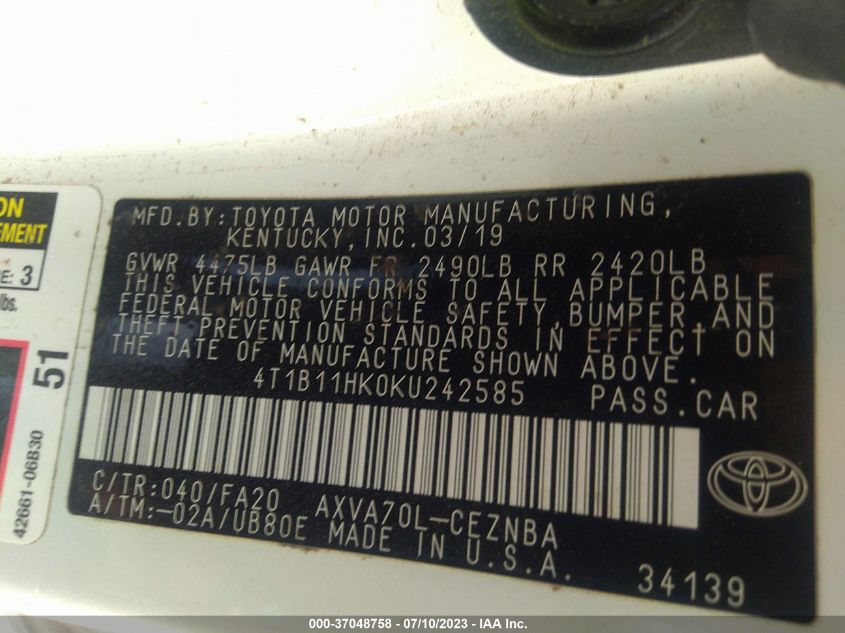 ON
EMENT
E: 3
lbs.
51
42661-06B30
MFD.BY:TOYOTA MOTOR MANUFACTURING,
KENTUCKY,INC.03/19
GVWR 4475LB GAWR FR 2490LB RR 2420LB
THIS VEHICLE CONFORMS TO ALL APPLICABLE
FEDERAL MOTOR VEHICLE SAFETY,BUMPER,AND
THEFT PREVENTION STANDARDS IN EFFECT ON
THE DATE OF MANUFACTURE SHOWN ABOVE.
4T1B11HK0KU242585 PASS.CAR
C/TR:040/FA20 AXVA70L-CEZNBA
A/TM:-02A/UB80E MADE IN U.S.A.
34139
000-37048758 - 07/10/2023 - IAA Inc.